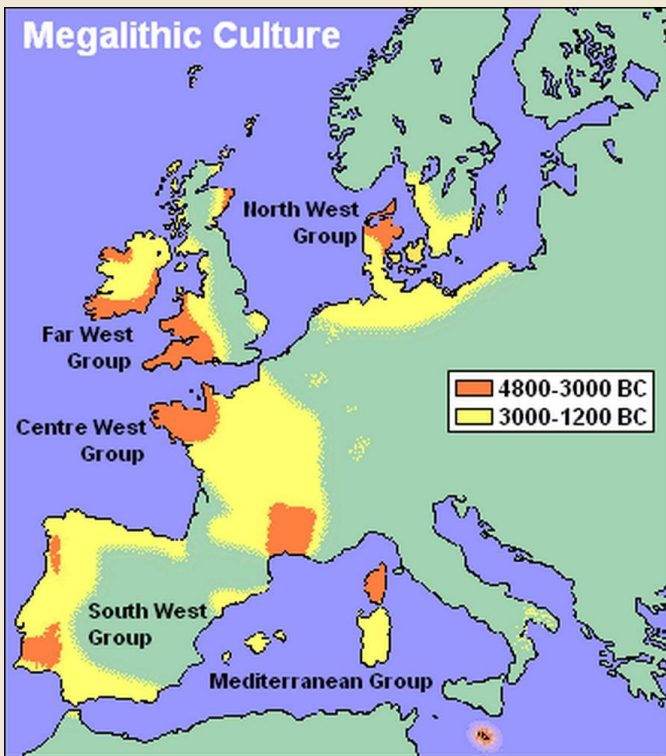 Megalithic Culture
North West
Group
Far West
Group
4800-3000 BC
3000-1200 BC
Centre West
Group
South West
Group
Mediterranean Group